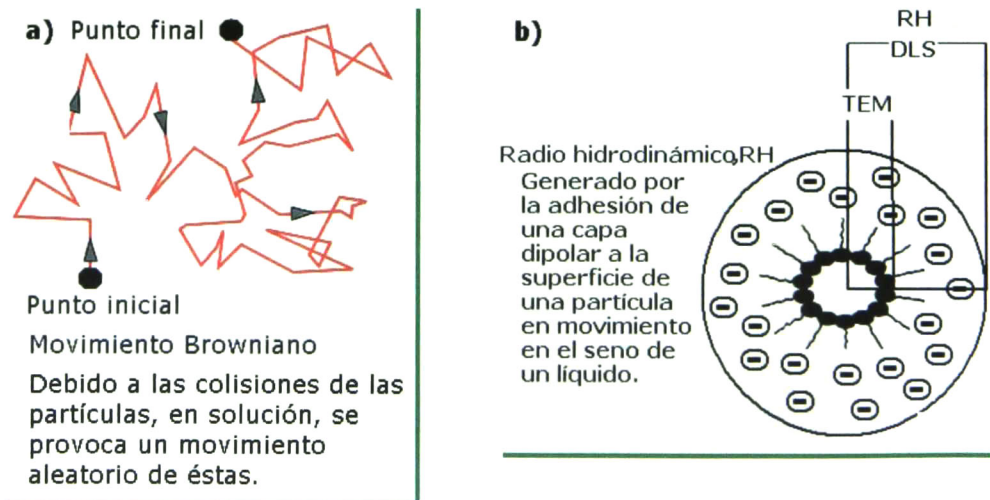 a) Punto final
Punto inicial
Movimiento Browniano
Debido a las colisiones de las
partículas, en solución, se
provoca un movimiento
aleatorio de éstas.
b)
RH
DLS
TEM
Radio hidrodinámico,RH
Generado por
la adhesión de
una capa
dipolar a la
superficie de
una partícula
en movimiento
en el seno de
un líquido.